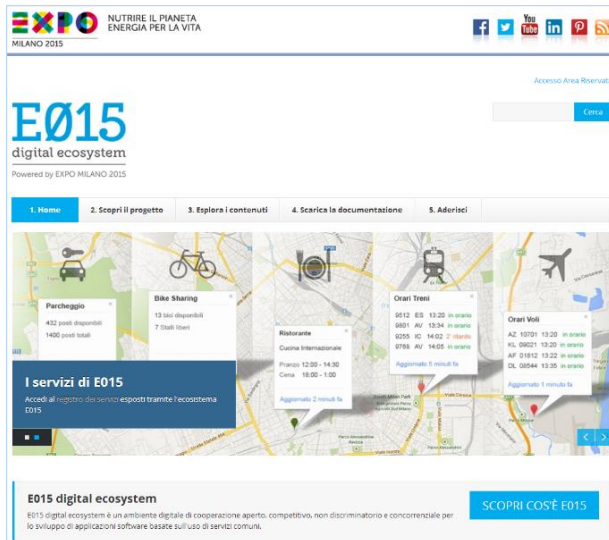 EXPO
MILANO 2015
NUTRIRE IL PIANETA
ENERGIA PER LA VITA
You
Tube
Accesso Area Riservata
Cerca
E015
digital ecosystem
Powered by EXPO MILANO 2015
1. Home
2. Scopri il progetto
3. Esplora i contenuti
4. Scarica la documentazione
5. Aderisci
Parcheggio
432 posti disponibili
1400 posti totali
Bike Sharing
13 bici disponibili
7 Stalli liberi
Ristorante
Cucina Internazionale
Pranzo 12:00 - 14:30
Cena 18:00 - 1:00
Aggiornato 2 minuti fa
Orari Treni
9512 ES 13:20 in orario
9801 AV 13:34 in orario
9255 IC 14:02 2' ritardo
9765 AV 14:05 in orario
Aggiornato 5 minuti fa
Orari Voli
AZ 10701 13:20 in orario
KL 09021 13:20 in orario
AF 01812 13:22 in orario
DL 08544 13:35 in orario
Aggiornato 1 minuto fa
I servizi di E015
Accedi al registro dei servizi esposti tramite l'ecosistema
E015
E015 digital ecosystem
E015 digital ecosystem è un ambiente digitale di cooperazione aperto, competitivo, non discriminatorio e concorrenziale per
lo sviluppo di applicazioni software basate sull'uso di servizi comuni.
SCOPRI COS'È E015